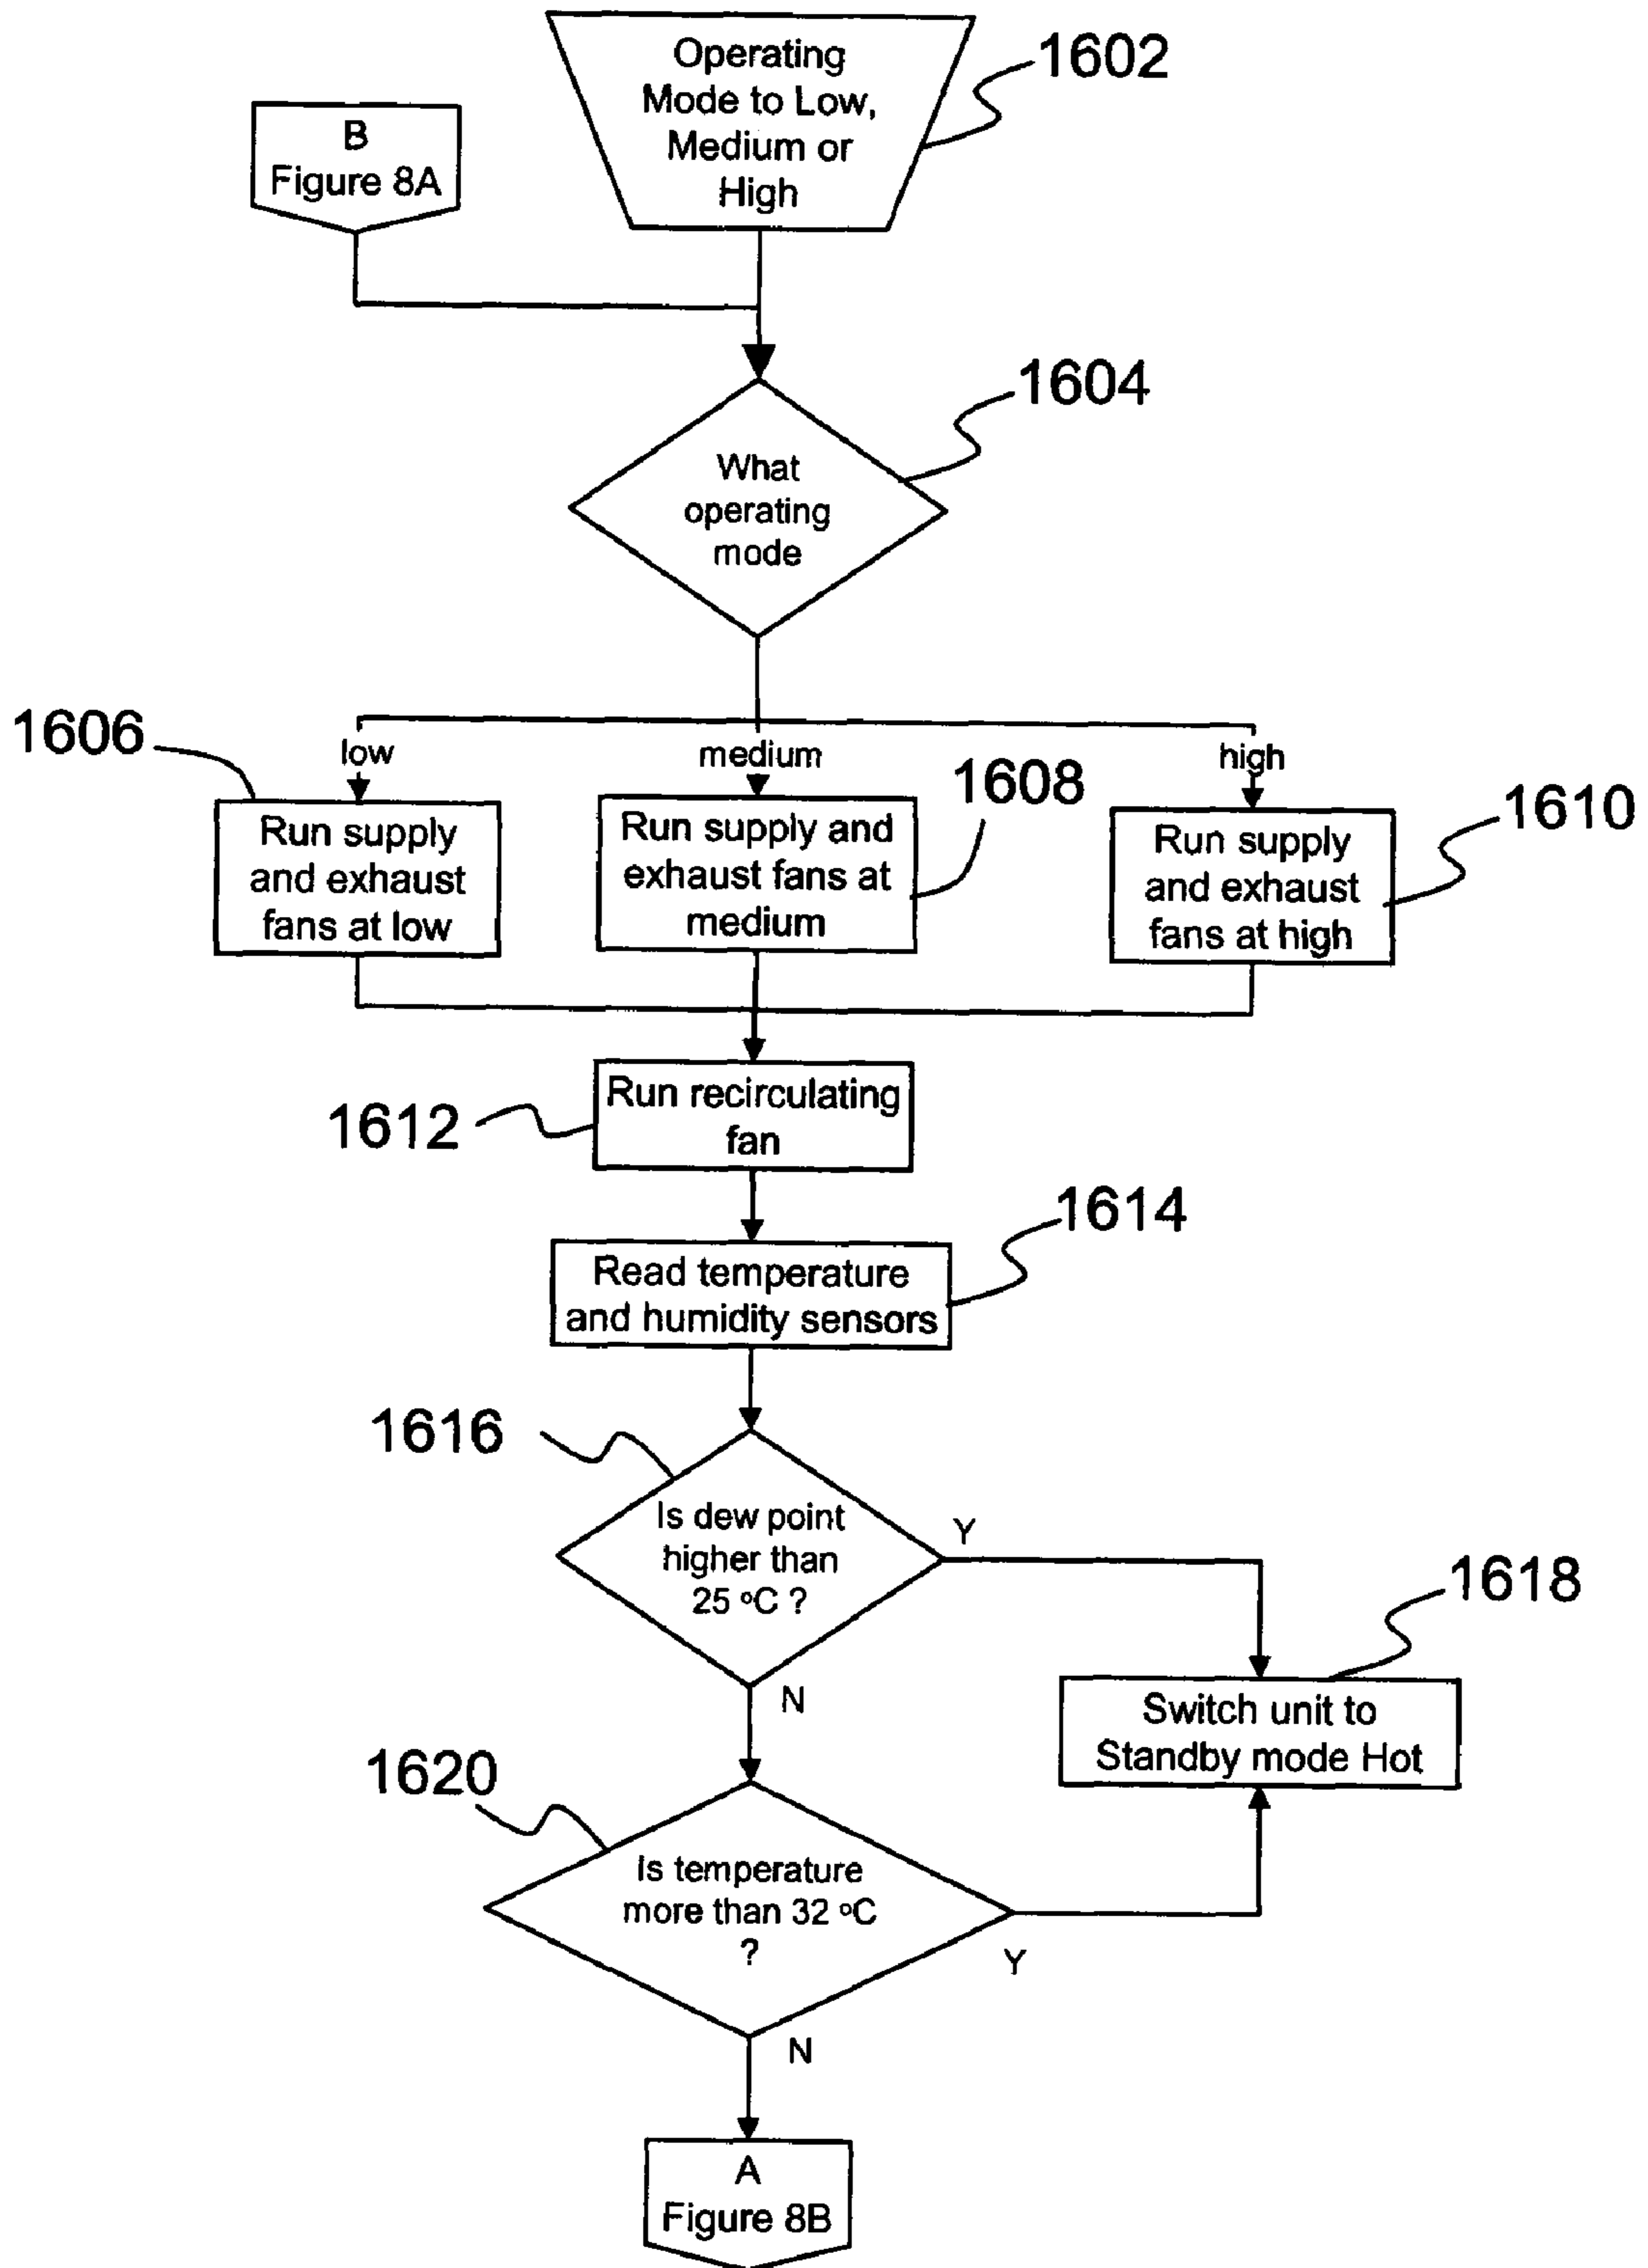 Operating
Mode to Low,
Medium or
High
1602
B
Figure 8A
1604
What
operating
mode
1606
low
medium
high
1608
1610
Run supply
and exhaust
fans at low
Run supply and
exhaust fans at
medium
Run supply
and exhaust
fans at high
1612
Run recirculating
fan
1614
Read temperature
and humidity sensors
1616
Is dew point
higher than
25 °C ?
Y
N
1618
Switch unit to
Standby mode Hot
1620
Is temperature
more than 32 °C
?
Y
N
A
Figure 8B